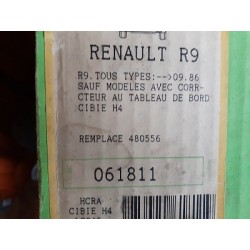 RENAULT R9
R9.TOUS TYPES:-->09.86
SAUF MODELES AVEC CORR-
CTEUR AU TABLEAU DE BORD
CIBIE H4
REMPLACE 480556
061811
HCRA
CIBIE H4